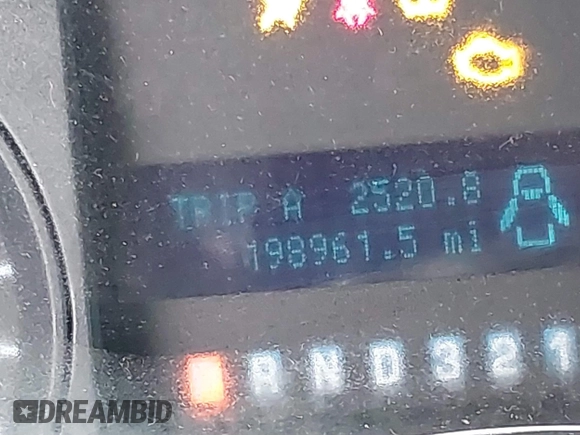 TRIP A 2520.8
198961.5 mi
R N D 3 2 1
DREAMBID